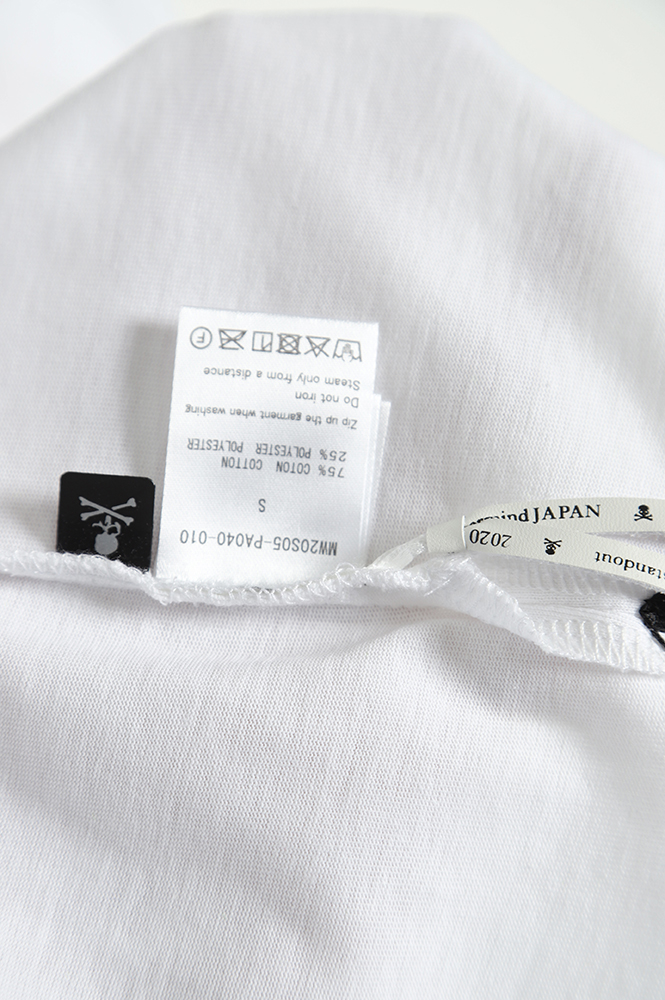 MW20S05-PA040-010
S
75% COTON COTTON
25% POLYESTER POLYESTER
Zip up the garment when washing
Do not iron
Steam only from a distance
F
mind JAPAN
2020
standout